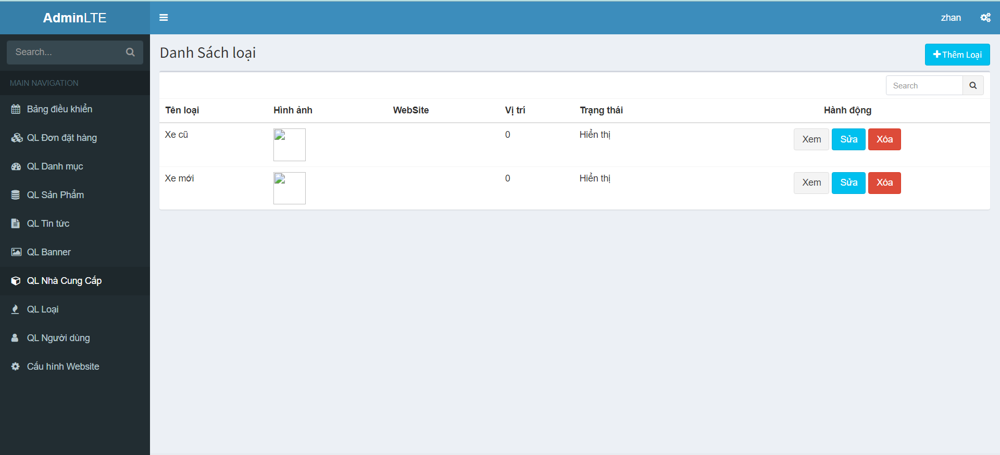 AdminLTE
zhan
Search...
MAIN NAVIGATION
Bảng điều khiển
QL Đơn đặt hàng
QL Danh mục
QL Sản Phẩm
QL Tin tức
QL Banner
QL Nhà Cung Cấp
QL Loại
QL Người dùng
Cấu hình Website
Danh Sách loại
Thêm Loại
Search
Tên loại Hình ảnh WebSite Vị trí Trạng thái Hành động
Xe cũ 0 Hiển thị Xem Sửa Xóa
Xe mới 0 Hiển thị Xem Sửa Xóa